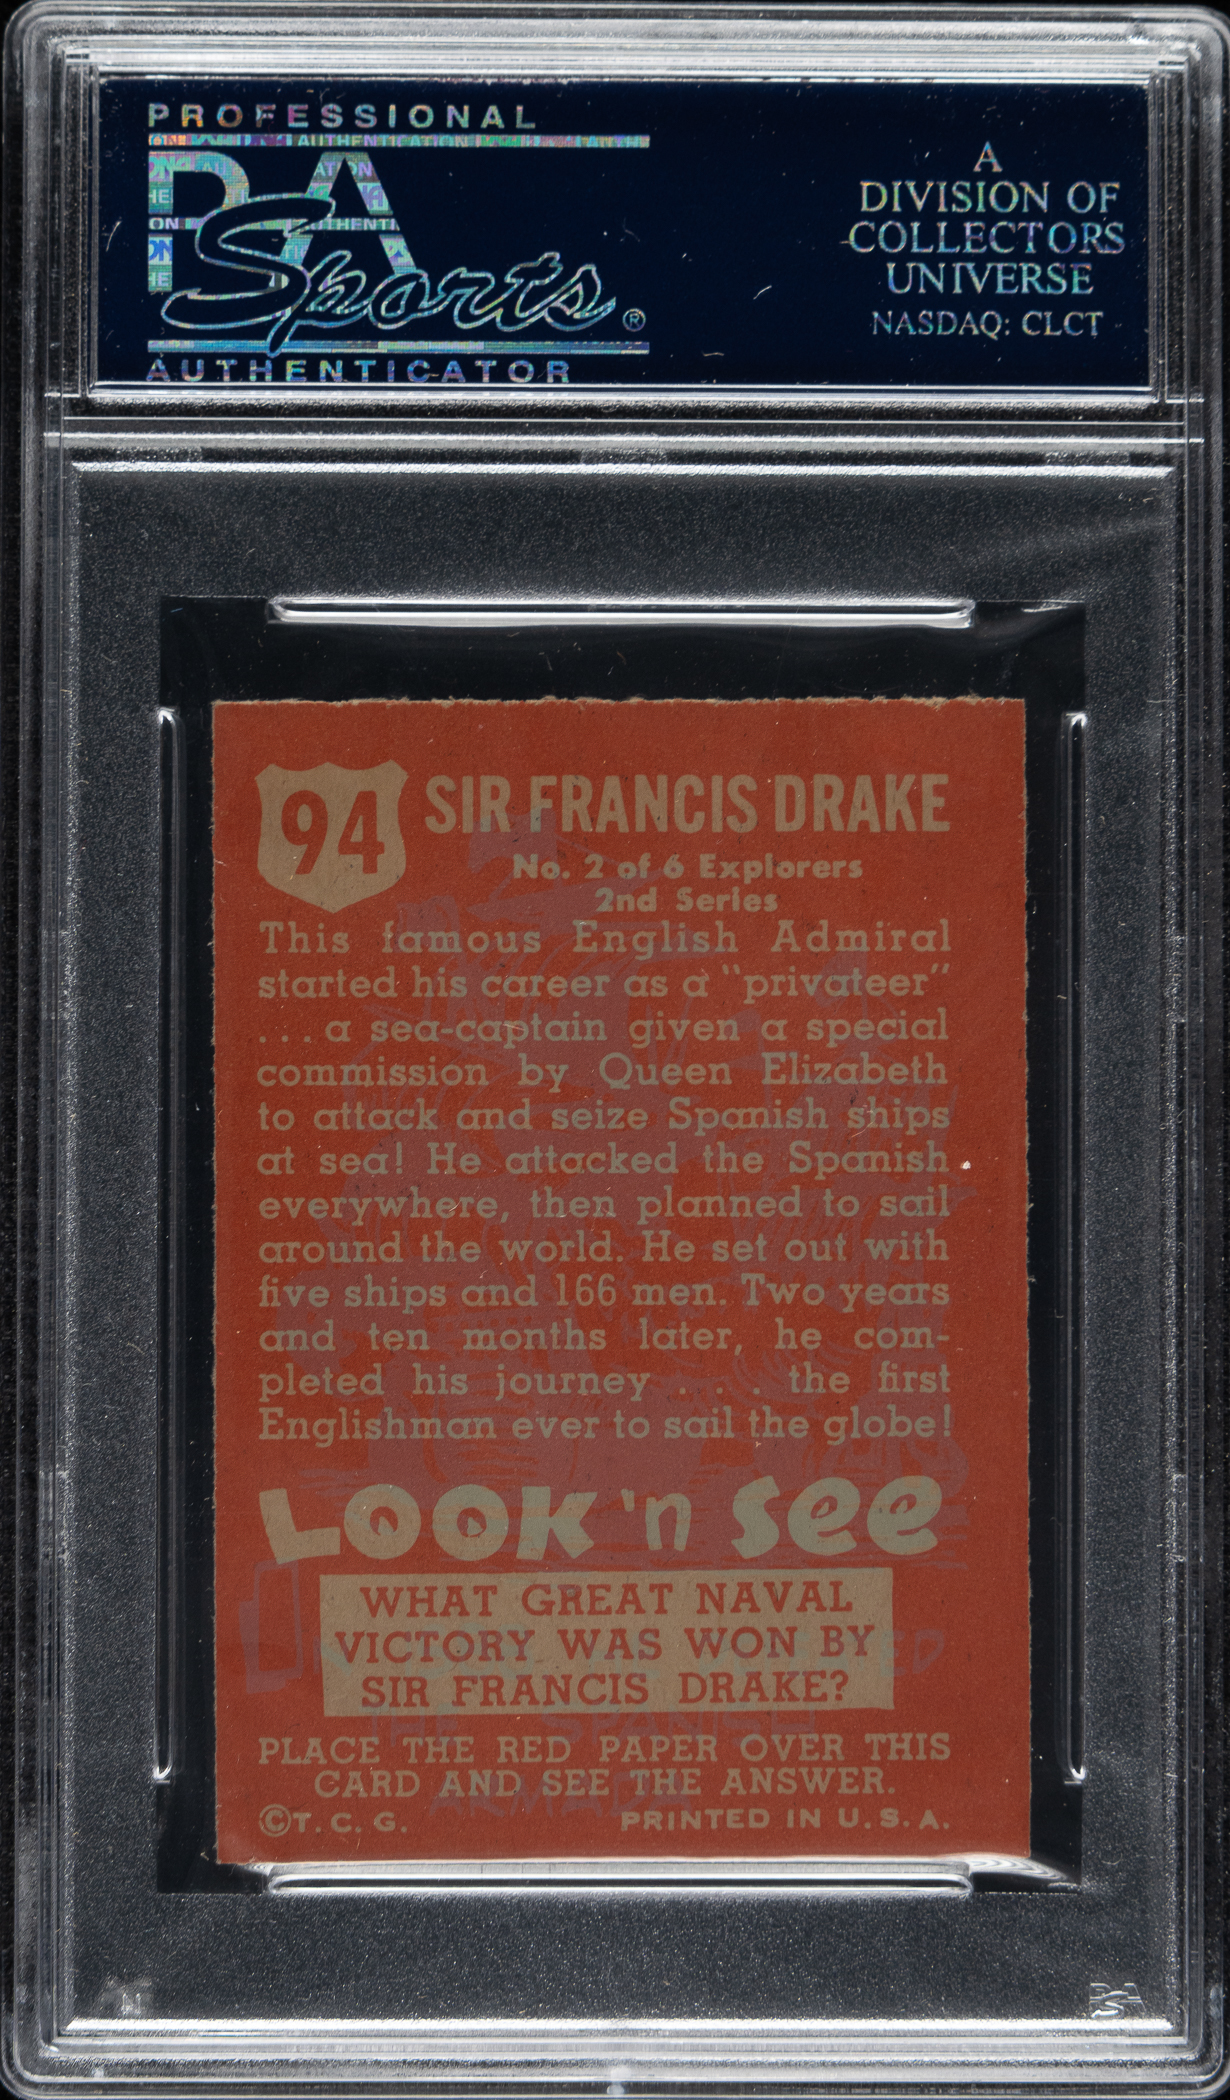 PROFESSIONAL
PSA
Sports®
AUTHENTICATOR
A
DIVISION OF
COLLECTORS
UNIVERSE
NASDAQ: CLCT
94
SIR FRANCIS DRAKE
No. 2 of 6 Explorers
2nd Series
This famous English Admiral
started his career as a "privateer"
. . . a sea-captain given a special
commission by Queen Elizabeth
to attack and seize Spanish ships
at sea! He attacked the Spanish
everywhere, then planned to sail
around the world. He set out with
five ships and 166 men. Two years
and ten months later, he com-
pleted his journey . . . . the first
Englishman ever to sail the globe!
LOOK 'n SEE
WHAT GREAT NAVAL
VICTORY WAS WON BY
SIR FRANCIS DRAKE?
PLACE THE RED PAPER OVER THIS
CARD AND SEE THE ANSWER.
©T. C. G. PRINTED IN U. S. A.
PSA